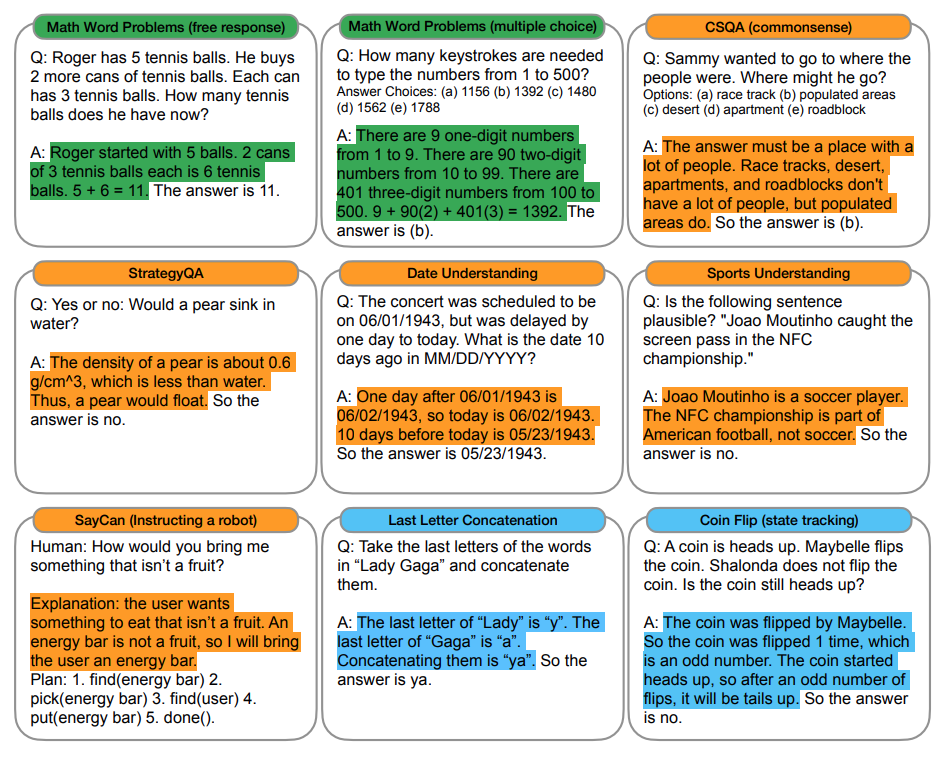 Math Word Problems (free response)
Q: Roger has 5 tennis balls. He buys
2 more cans of tennis balls. Each can
has 3 tennis balls. How many tennis
balls does he have now?
A: Roger started with 5 balls. 2 cans
of 3 tennis balls each is 6 tennis
balls. 5 + 6 = 11. The answer is 11.
Math Word Problems (multiple choice)
Q: How many keystrokes are needed
to type the numbers from 1 to 500?
Answer Choices: (a) 1156 (b) 1392 (c) 1480
(d) 1562 (e) 1788
A: There are 9 one-digit numbers
from 1 to 9. There are 90 two-digit
numbers from 10 to 99. There are
401 three-digit numbers from 100 to
500. 9 + 90(2) + 401(3) = 1392. The
answer is (b).
CSQA (commonsense)
Q: Sammy wanted to go to where the
people were. Where might he go?
Options: (a) race track (b) populated areas
(c) desert (d) apartment (e) roadblock
A: The answer must be a place with a
lot of people. Race tracks, desert,
apartments, and roadblocks don't
have a lot of people, but populated
areas do. So the answer is (b).
StrategyQA
Q: Yes or no: Would a pear sink in
water?
A: The density of a pear is about 0.6
g/cm^3, which is less than water.
Thus, a pear would float. So the
answer is no.
Date Understanding
Q: The concert was scheduled to be
on 06/01/1943, but was delayed by
one day to today. What is the date 10
days ago in MM/DD/YYYY?
A: One day after 06/01/1943 is
06/02/1943, so today is 06/02/1943.
10 days before today is 05/23/1943.
So the answer is 05/23/1943.
Sports Understanding
Q: Is the following sentence
plausible? "Joao Moutinho caught the
screen pass in the NFC
championship."
A: Joao Moutinho is a soccer player.
The NFC championship is part of
American football, not soccer. So the
answer is no.
SayCan (Instructing a robot)
Human: How would you bring me
something that isn’t a fruit?
Explanation: the user wants
something to eat that isn’t a fruit. An
energy bar is not a fruit, so I will bring
the user an energy bar.
Plan: 1. find(energy bar) 2.
pick(energy bar) 3. find(user) 4.
put(energy bar) 5. done().
Last Letter Concatenation
Q: Take the last letters of the words
in “Lady Gaga” and concatenate
them.
A: The last letter of “Lady” is “y”. The
last letter of “Gaga” is “a”.
Concatenating them is “ya”. So the
answer is ya.
Coin Flip (state tracking)
Q: A coin is heads up. Maybelle flips
the coin. Shalonda does not flip the
coin. Is the coin still heads up?
A: The coin was flipped by Maybelle.
So the coin was flipped 1 time, which
is an odd number. The coin started
heads up, so after an odd number of
flips, it will be tails up. So the answer
is no.